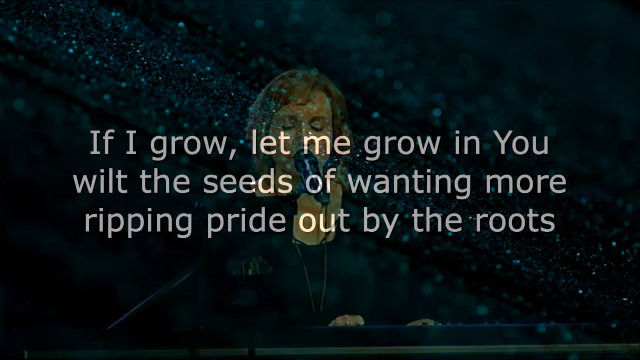 If I grow, let me grow in You
wilt the seeds of wanting more
ripping pride out by the roots